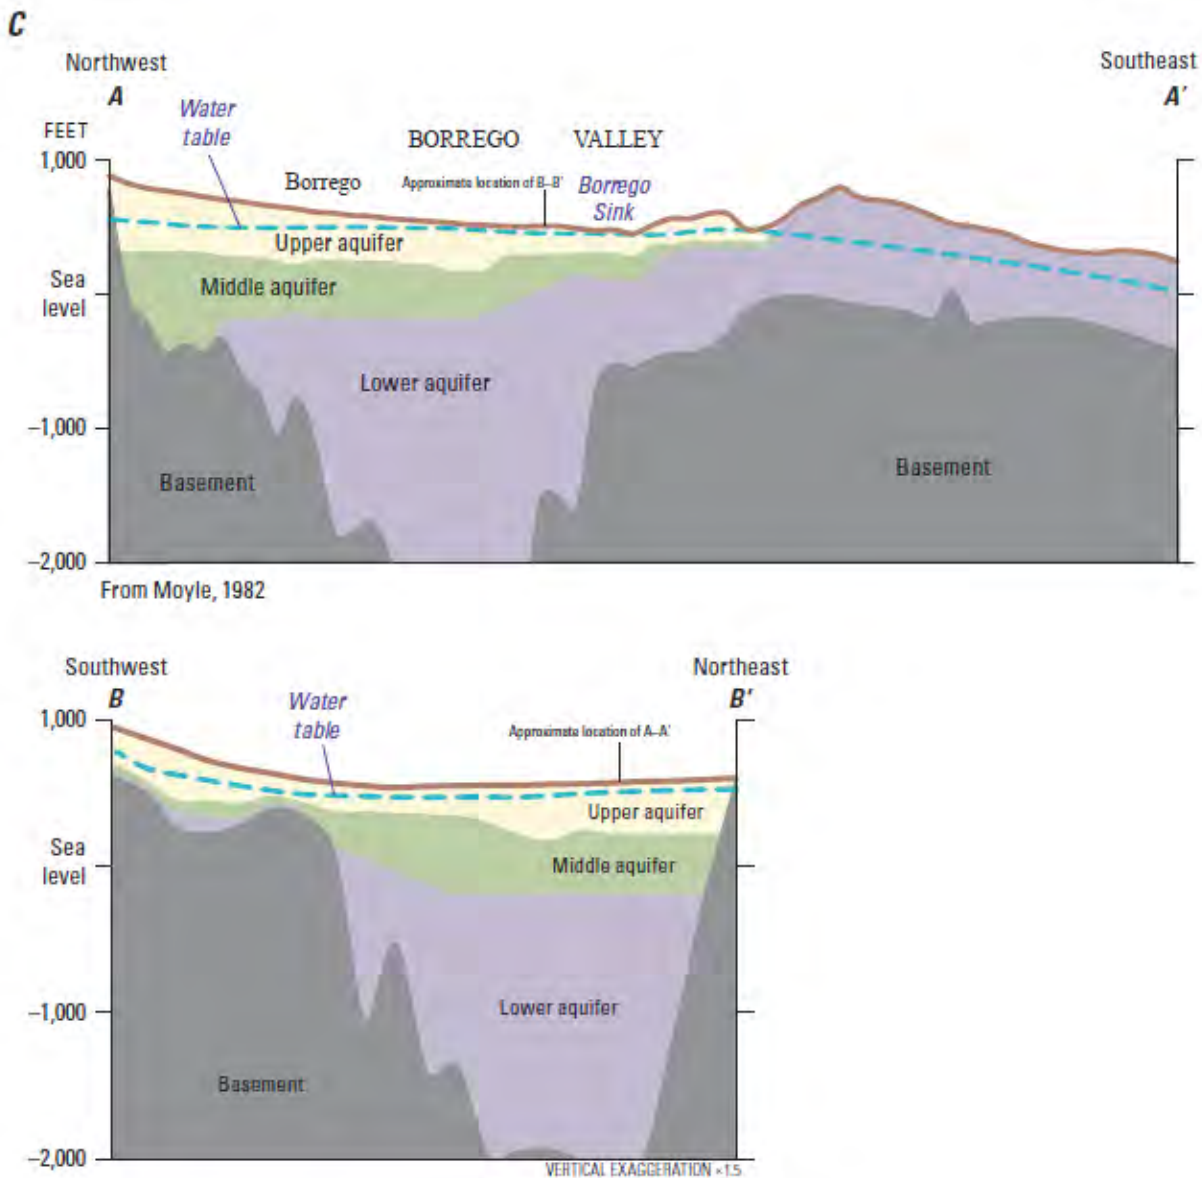 C
Northwest
Southeast
A
A′
Water
table
FEET
BORREGO VALLEY
1,000
Borrego
Approximate location of B–B′
Borrego
Sink
Upper aquifer
Sea
level
Middle aquifer
Lower aquifer
–1,000
Basement
Basement
–2,000
From Moyle, 1982
Southwest
Northeast
B
B′
Water
table
1,000
Approximate location of A–A′
Upper aquifer
Sea
level
Middle aquifer
–1,000
Lower aquifer
Basement
–2,000
VERTICAL EXAGGERATION ×1.5